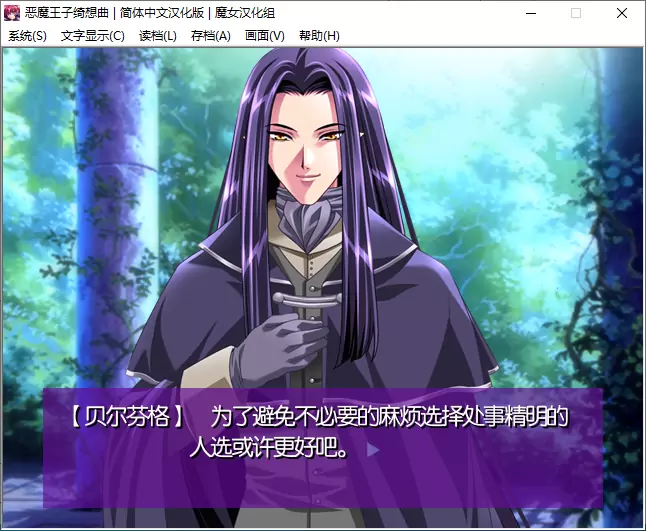 恶魔王子绮想曲 | 简体中文汉化版 | 魔女汉化组
系统(S) 文字显示(C) 读档(L) 存档(A) 画面(V) 帮助(H)
【贝尔芬格】 为了避免不必要的麻烦选择处事精明的
人选或许更好吧。